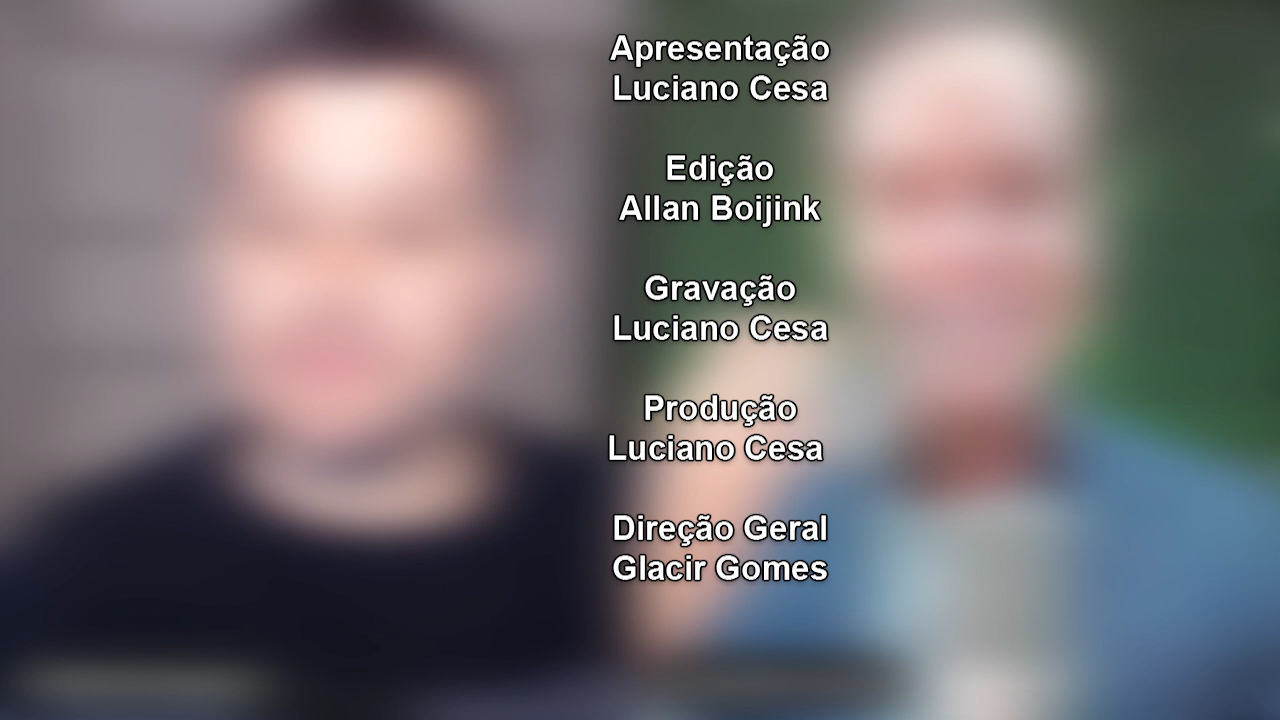 Apresentação
Luciano Cesa
Edição
Allan Boijink
Gravação
Luciano Cesa
Produção
Luciano Cesa
Direção Geral
Glacir Gomes